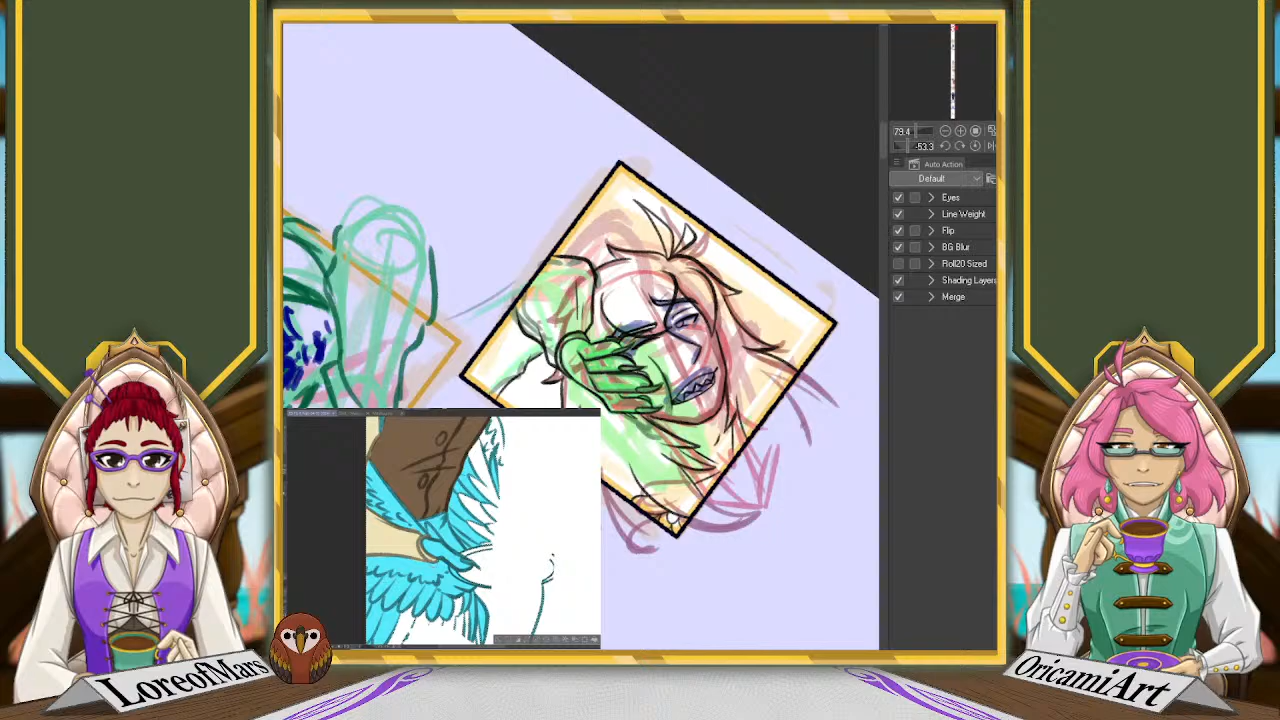 79.4
-53.3
Auto Action
Default
Eyes
Line Weight
Flip
BG Blur
Roll20 Sized
Shading Layers
Merge
LoreofMars
OricamiArt